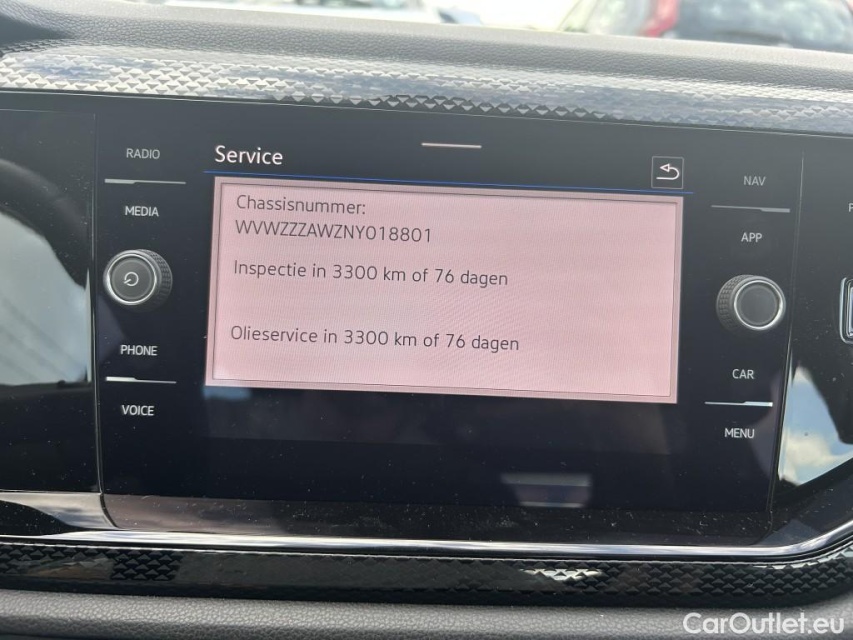 RADIO
MEDIA
PHONE
VOICE
Service
Chassisnummer:
WVWZZZAWZNY018801
Inspectie in 3300 km of 76 dagen
Olieservice in 3300 km of 76 dagen
NAV
APP
CAR
MENU
CarOutlet.eu